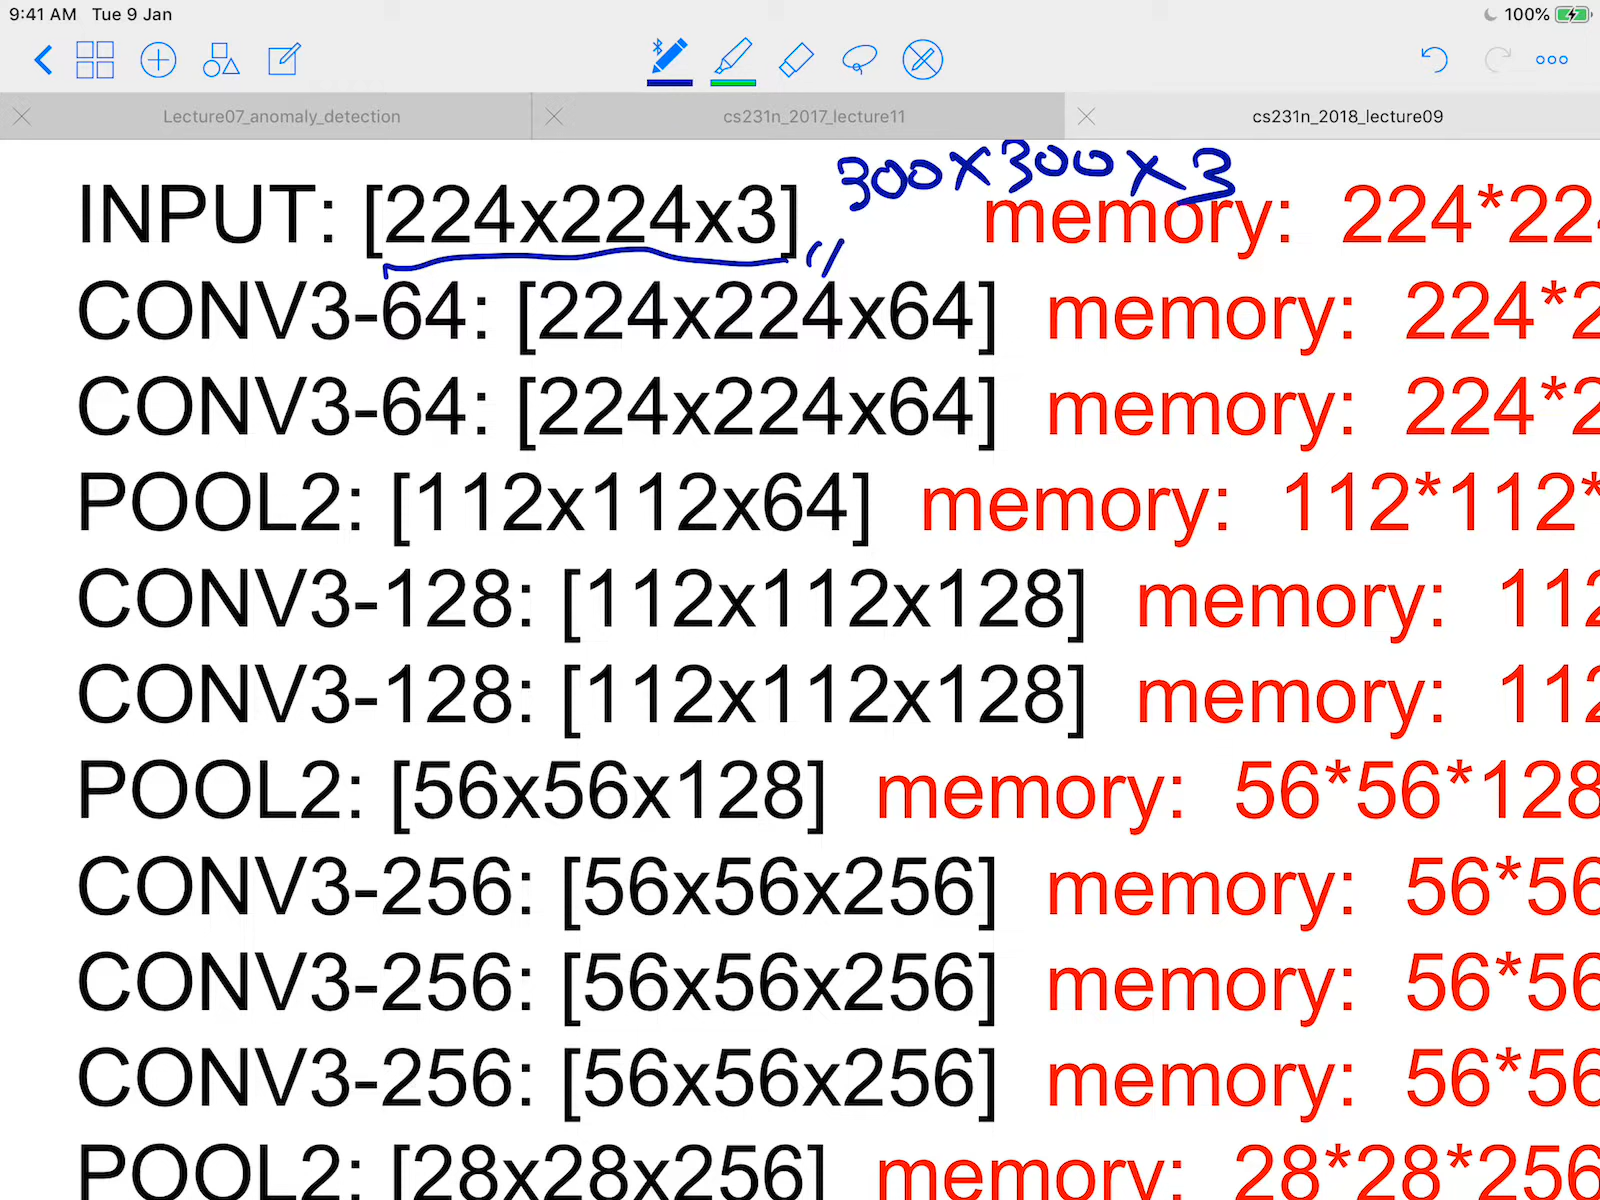 9:41 AM Tue 9 Jan 100%
Lecture07_anomaly_detection cs231n_2017_lecture11 cs231n_2018_lecture09
300x300x3
INPUT: [224x224x3] memory: 224*224
CONV3-64: [224x224x64] memory: 224*2
CONV3-64: [224x224x64] memory: 224*2
POOL2: [112x112x64] memory: 112*112*
CONV3-128: [112x112x128] memory: 112
CONV3-128: [112x112x128] memory: 112
POOL2: [56x56x128] memory: 56*56*128
CONV3-256: [56x56x256] memory: 56*56
CONV3-256: [56x56x256] memory: 56*56
CONV3-256: [56x56x256] memory: 56*56
POOL2: [28x28x256] memory: 28*28*256